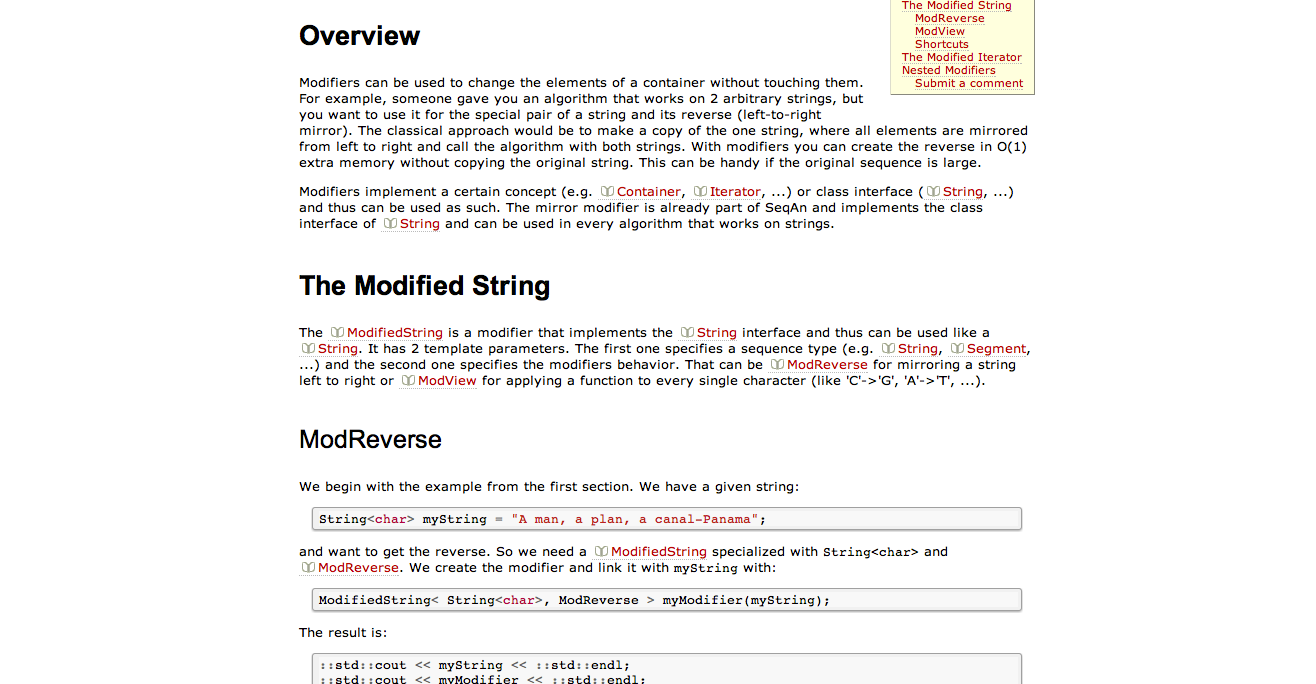 The Modified String
ModReverse
ModView
Shortcuts
The Modified Iterator
Nested Modifiers
Submit a comment
Overview
Modifiers can be used to change the elements of a container without touching them.
For example, someone gave you an algorithm that works on 2 arbitrary strings, but
you want to use it for the special pair of a string and its reverse (left-to-right
mirror). The classical approach would be to make a copy of the one string, where all elements are mirrored
from left to right and call the algorithm with both strings. With modifiers you can create the reverse in O(1)
extra memory without copying the original string. This can be handy if the original sequence is large.
Modifiers implement a certain concept (e.g. Container, Iterator, ...) or class interface (String, ...)
and thus can be used as such. The mirror modifier is already part of SeqAn and implements the class
interface of String and can be used in every algorithm that works on strings.
The Modified String
The ModifiedString is a modifier that implements the String interface and thus can be used like a
String. It has 2 template parameters. The first one specifies a sequence type (e.g. String, Segment,
...) and the second one specifies the modifiers behavior. That can be ModReverse for mirroring a string
left to right or ModView for applying a function to every single character (like 'C'->'G', 'A'->'T', ...).
ModReverse
We begin with the example from the first section. We have a given string:
String<char> myString = "A man, a plan, a canal-Panama";
and want to get the reverse. So we need a ModifiedString specialized with String<char> and
ModReverse. We create the modifier and link it with myString with:
ModifiedString< String<char>, ModReverse > myModifier(myString);
The result is:
::std::cout << myString << ::std::endl;
::std::cout << myModifier << ::std::endl;